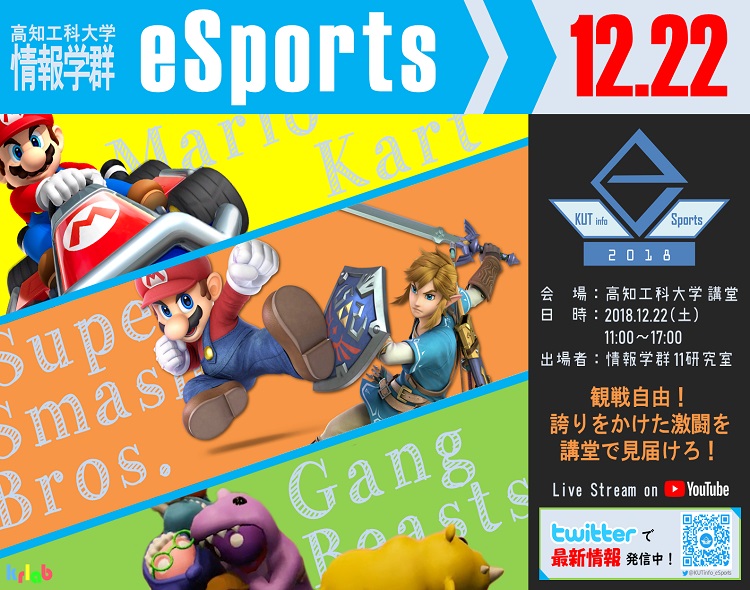 高知工科大学
情報学群
eSports
12.22
Mario
Kart
Super
Smash
Bros.
Gang
Beasts
KUT info
e
Sports
2018
会　場：高知工科大学 講堂
日　時：2018.12.22(土)
11:00～17:00
出場者：情報学群 11研究室
観戦自由！
誇りをかけた激闘を
講堂で見届けろ！
Live Stream on YouTube
twitterで
最新情報 発信中！
@KUTinfo_eSports
krlab